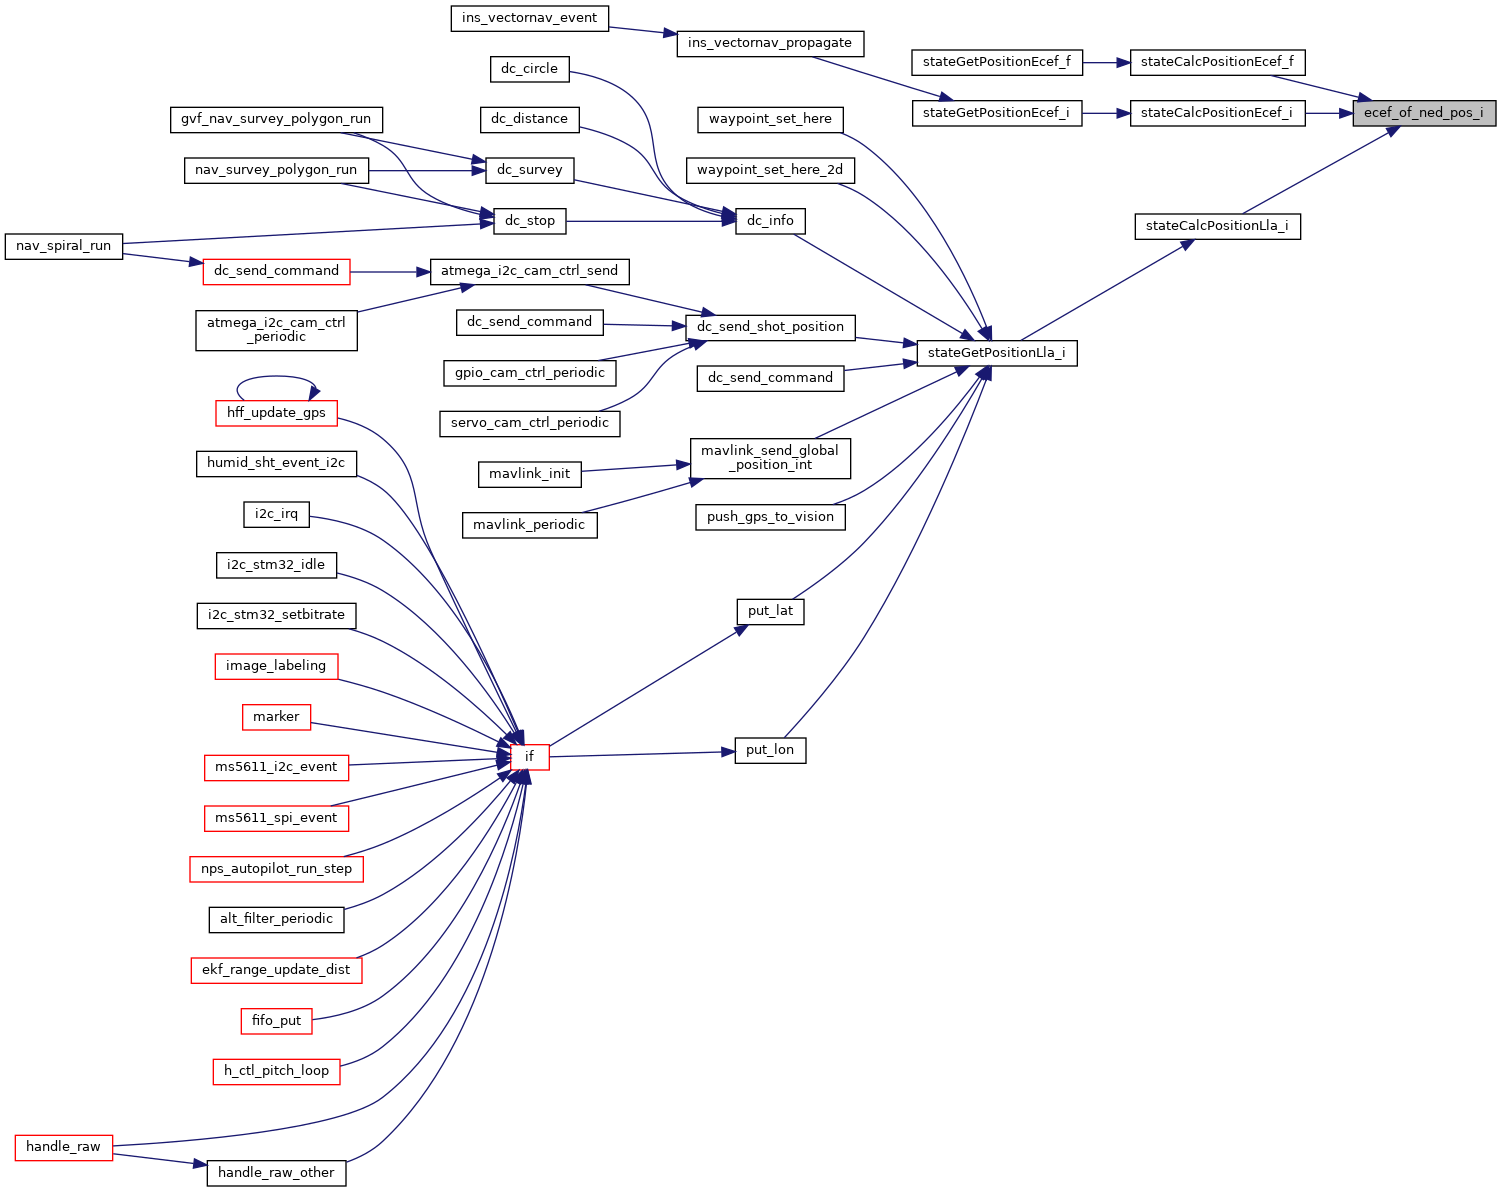 ins_vectornav_event
ins_vectornav_propagate
dc_circle
stateGetPositionEcef_f
stateCalcPositionEcef_f
gvf_nav_survey_polygon_run
dc_distance
waypoint_set_here
stateGetPositionEcef_i
stateCalcPositionEcef_i
ecef_of_ned_pos_i
nav_survey_polygon_run
dc_survey
waypoint_set_here_2d
dc_stop
dc_info
stateCalcPositionLla_i
nav_spiral_run
dc_send_command
atmega_i2c_cam_ctrl_send
atmega_i2c_cam_ctrl
_periodic
dc_send_command
dc_send_shot_position
stateGetPositionLla_i
gpio_cam_ctrl_periodic
dc_send_command
hff_update_gps
servo_cam_ctrl_periodic
mavlink_send_global
_position_int
humid_sht_event_i2c
mavlink_init
i2c_irq
mavlink_periodic
push_gps_to_vision
i2c_stm32_idle
i2c_stm32_setbitrate
put_lat
image_labeling
marker
if
put_lon
ms5611_i2c_event
ms5611_spi_event
nps_autopilot_run_step
alt_filter_periodic
ekf_range_update_dist
fifo_put
h_ctl_pitch_loop
handle_raw
handle_raw_other